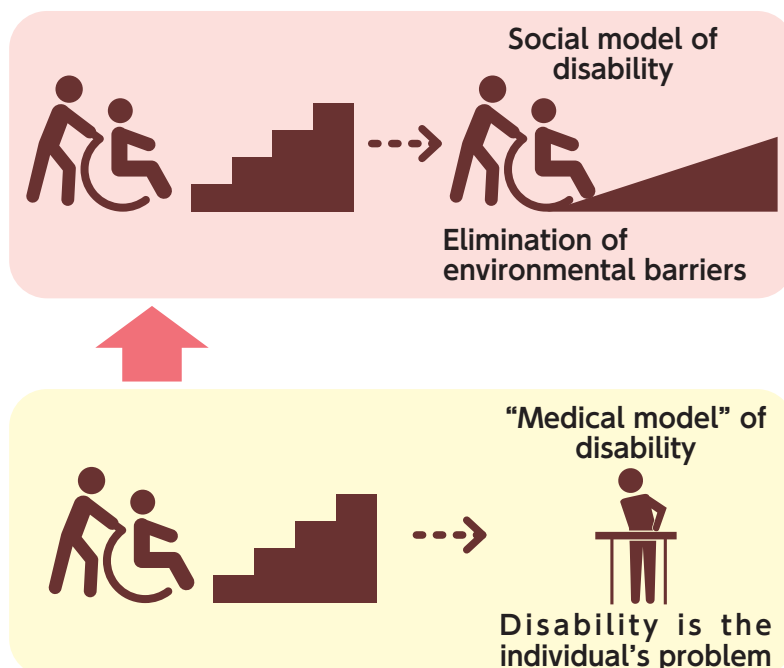 Social model of
disability
Elimination of
environmental barriers
“Medical model” of
disability
Disability is the
individual’s problem